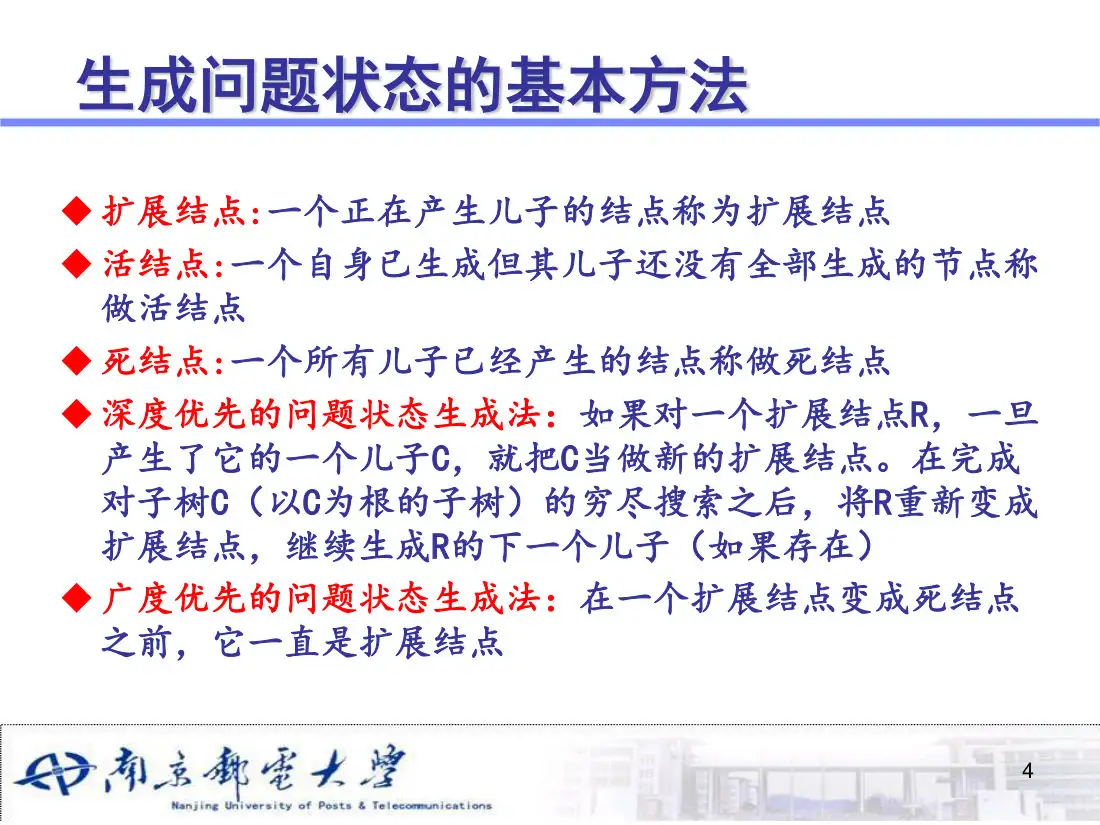 生成问题状态的基本方法
扩展结点:一个正在产生儿子的结点称为扩展结点
活结点:一个自身已生成但其儿子还没有全部生成的节点称
做活结点
死结点:一个所有儿子已经产生的结点称做死结点
深度优先的问题状态生成法：如果对一个扩展结点R，一旦
产生了它的一个儿子C，就把C当做新的扩展结点。在完成
对子树C（以C为根的子树）的穷尽搜索之后，将R重新变成
扩展结点，继续生成R的下一个儿子（如果存在）
广度优先的问题状态生成法：在一个扩展结点变成死结点
之前，它一直是扩展结点
南京郵電大學
Nanjing University of Posts & Telecommunications
4